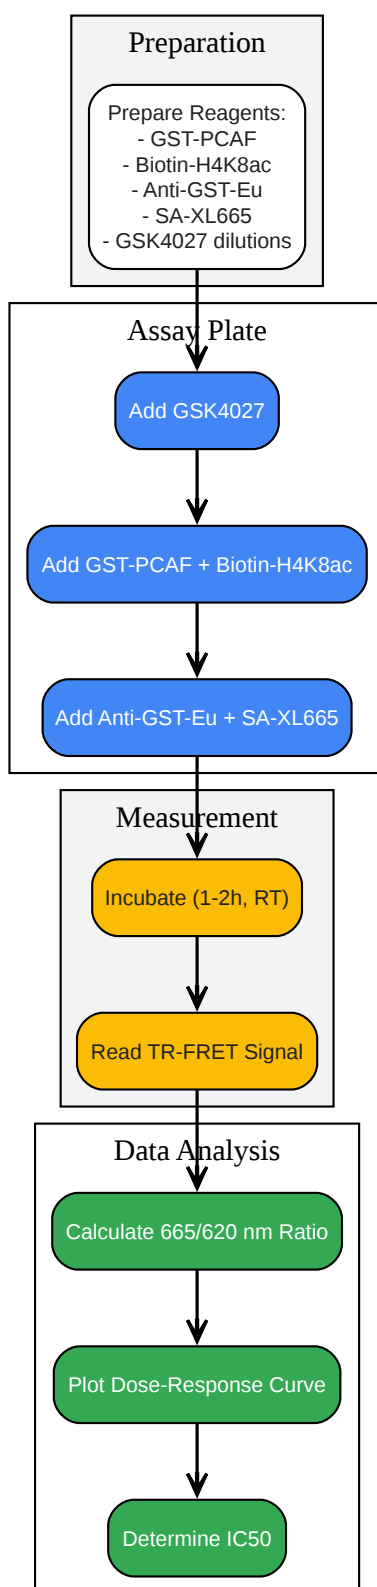 Preparation
Prepare Reagents:
- GST-PCAF
- Biotin-H4K8ac
- Anti-GST-Eu
- SA-XL665
- GSK4027 dilutions
Assay Plate
Add GSK4027
Add GST-PCAF + Biotin-H4K8ac
Add Anti-GST-Eu + SA-XL665
Measurement
Incubate (1-2h, RT)
Read TR-FRET Signal
Data Analysis
Calculate 665/620 nm Ratio
Plot Dose-Response Curve
Determine IC50